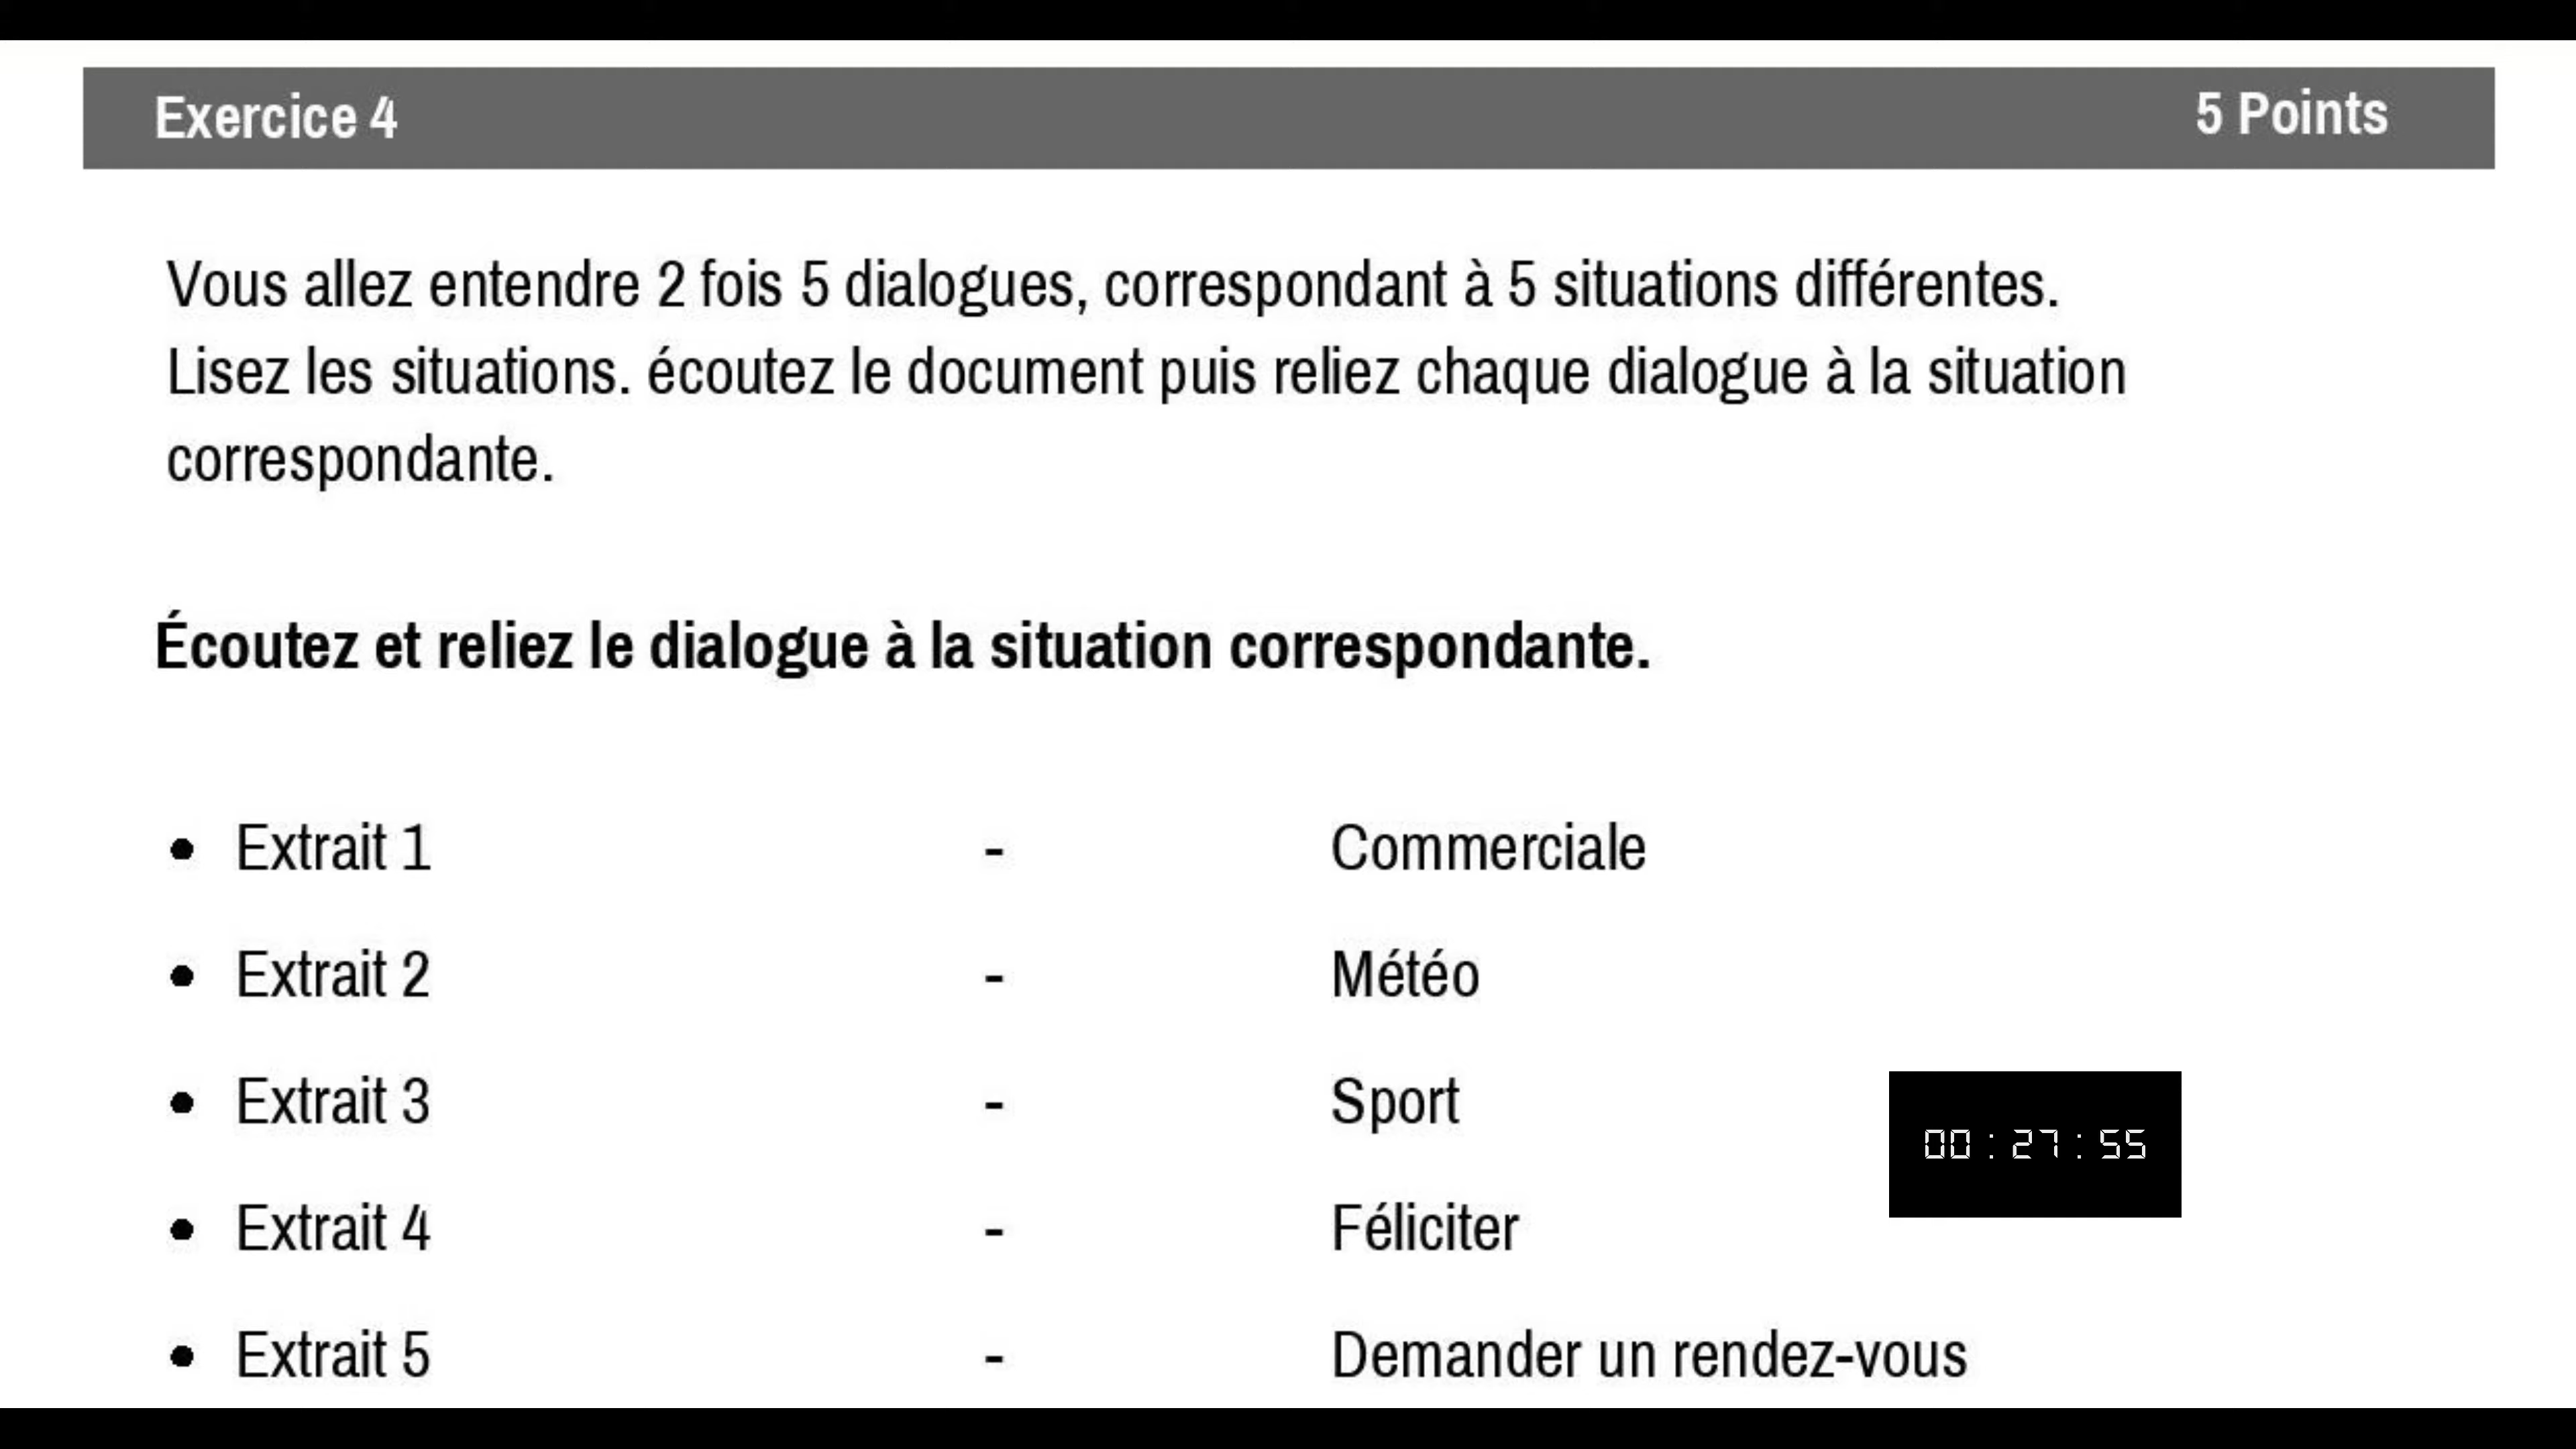 Exercice 4 5 Points
Vous allez entendre 2 fois 5 dialogues, correspondant à 5 situations différentes.
Lisez les situations. écoutez le document puis reliez chaque dialogue à la situation
correspondante.
Écoutez et reliez le dialogue à la situation correspondante.
• Extrait 1 - Commerciale
• Extrait 2 - Météo
• Extrait 3 - Sport
00:27:55
• Extrait 4 - Féliciter
• Extrait 5 - Demander un rendez-vous